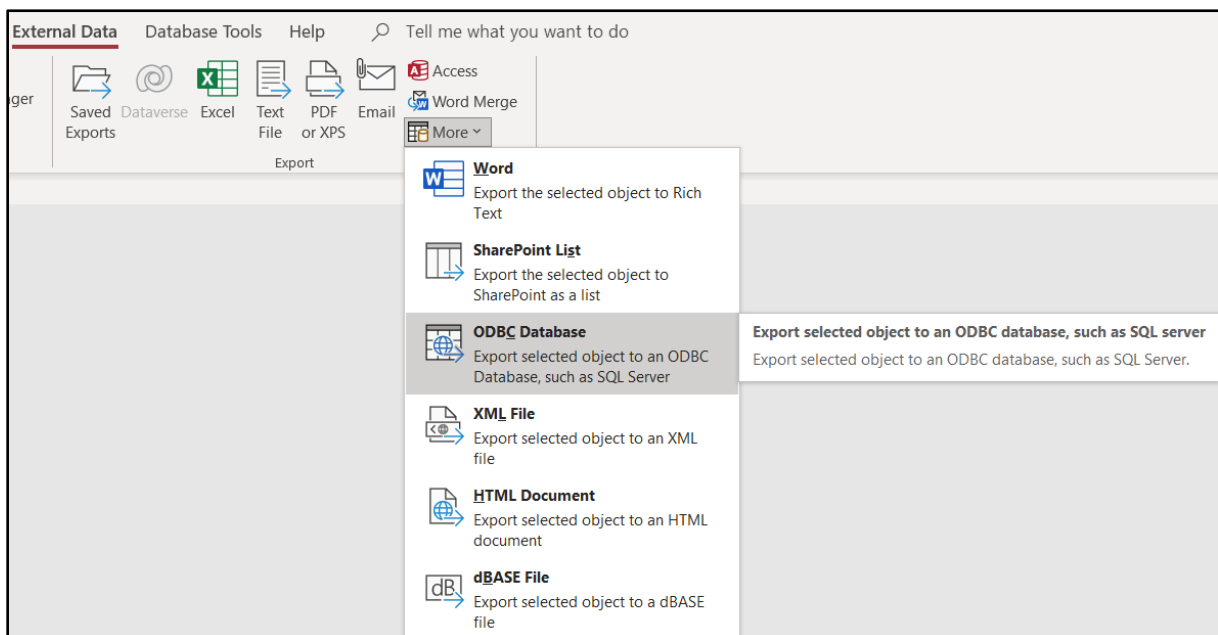 External Data Database Tools Help Tell me what you want to do
ager
Saved Exports
Dataverse
Excel
Text File
PDF or XPS
Email
Access
Word Merge
More
Export
Word
Export the selected object to Rich
Text
SharePoint List
Export the selected object to
SharePoint as a list
ODBC Database
Export selected object to an ODBC
Database, such as SQL Server
Export selected object to an ODBC database, such as SQL server
Export selected object to an ODBC database, such as SQL Server.
XML File
Export selected object to an XML
file
HTML Document
Export selected object to an HTML
document
dB
dBASE File
Export selected object to a dBASE
file